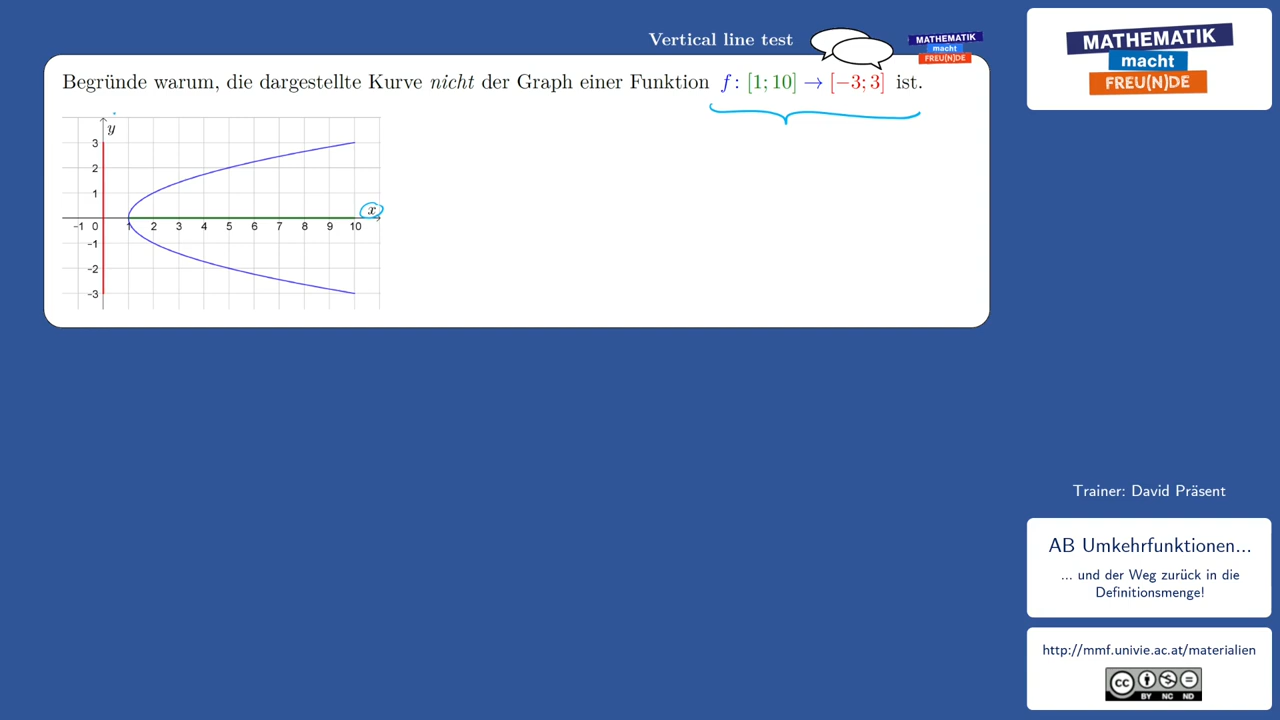 Vertical line test
MATHEMATIK
macht
FREU(N)DE
Begründe warum, die dargestellte Kurve nicht der Graph einer Funktion f: [1; 10] → [−3; 3] ist.
y
3
2
1
x
−1 0 1 2 3 4 5 6 7 8 9 10
−1
−2
−3
MATHEMATIK
macht
FREU(N)DE
Trainer: David Präsent
AB Umkehrfunktionen...
... und der Weg zurück in die
Definitionsmenge!
http://mmf.univie.ac.at/materialien
cc
BY NC ND